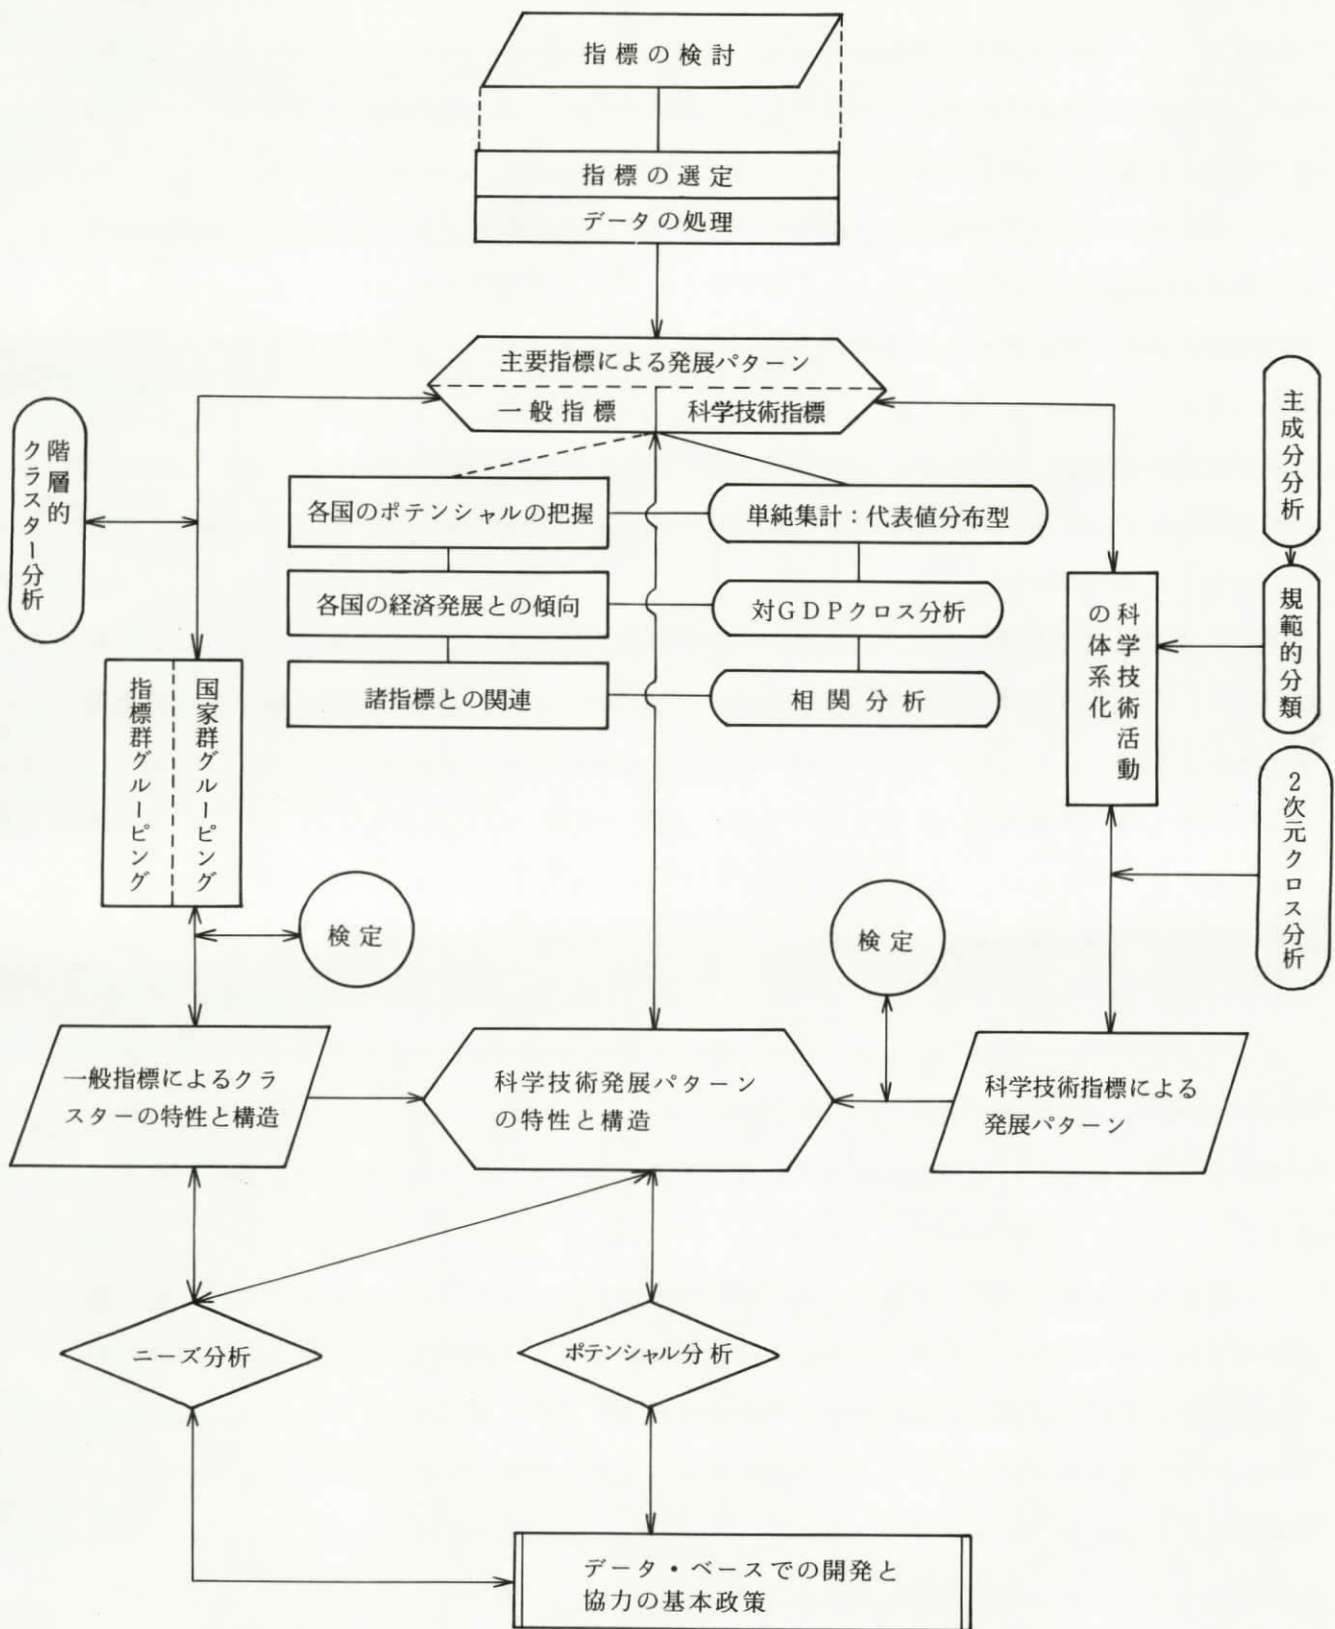 指標の検討
指標の選定
データの処理
主要指標による発展パターン
一般指標
科学技術指標
階層的
クラスター分析
主成分分析
各国のポテンシャルの把握
単純集計：代表値分布型
各国の経済発展との傾向
対GDPクロス分析
諸指標との関連
相関分析
科学技術活動
の体系化
規範的分類
国家群グルーピング
指標群グルーピング
2次元クロス分析
検定
検定
一般指標によるクラ
スターの特性と構造
科学技術発展パターン
の特性と構造
科学技術指標による
発展パターン
ニーズ分析
ポテンシャル分析
データ・ベースでの開発と
協力の基本政策